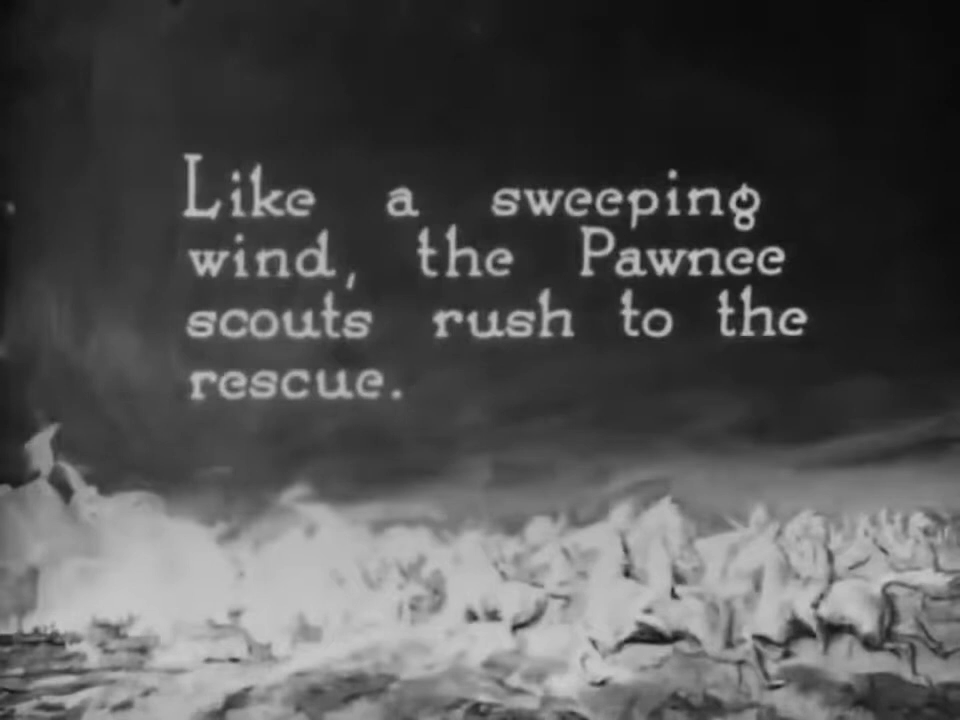 Like a sweeping
wind, the Pawnee
scouts rush to the
rescue.